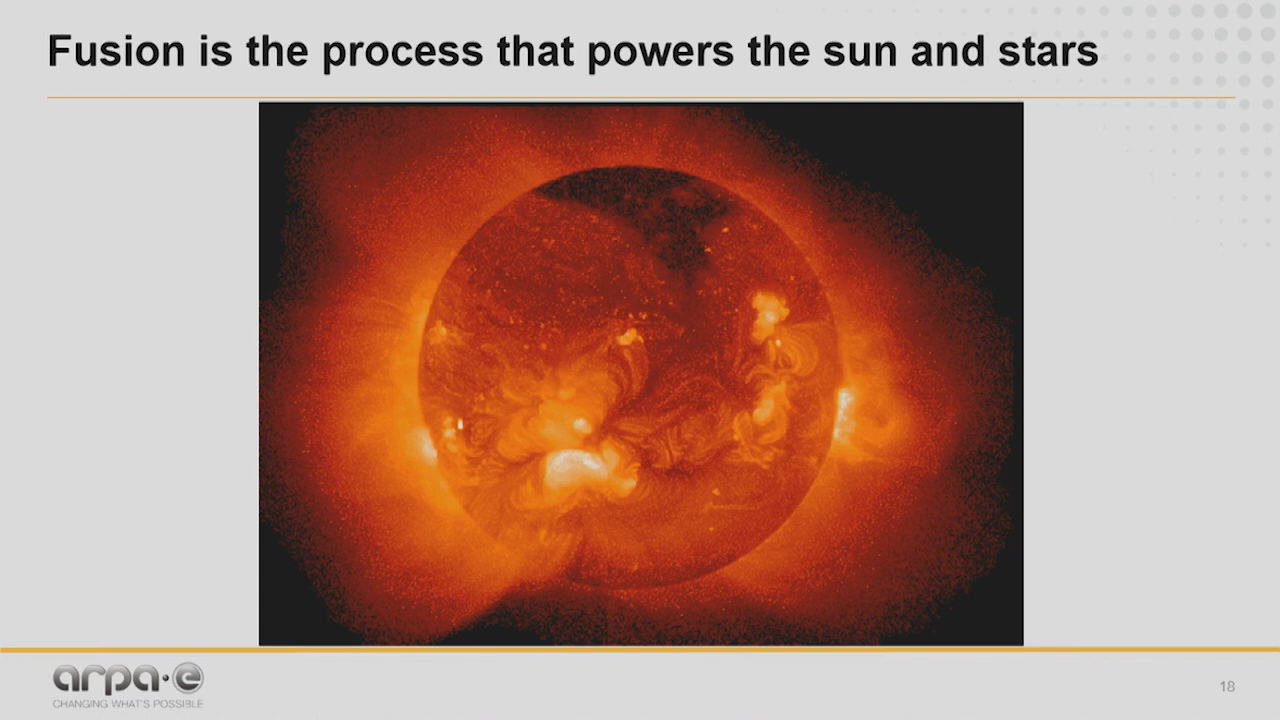 Fusion is the process that powers the sun and stars
arpa·e
CHANGING WHAT'S POSSIBLE
18